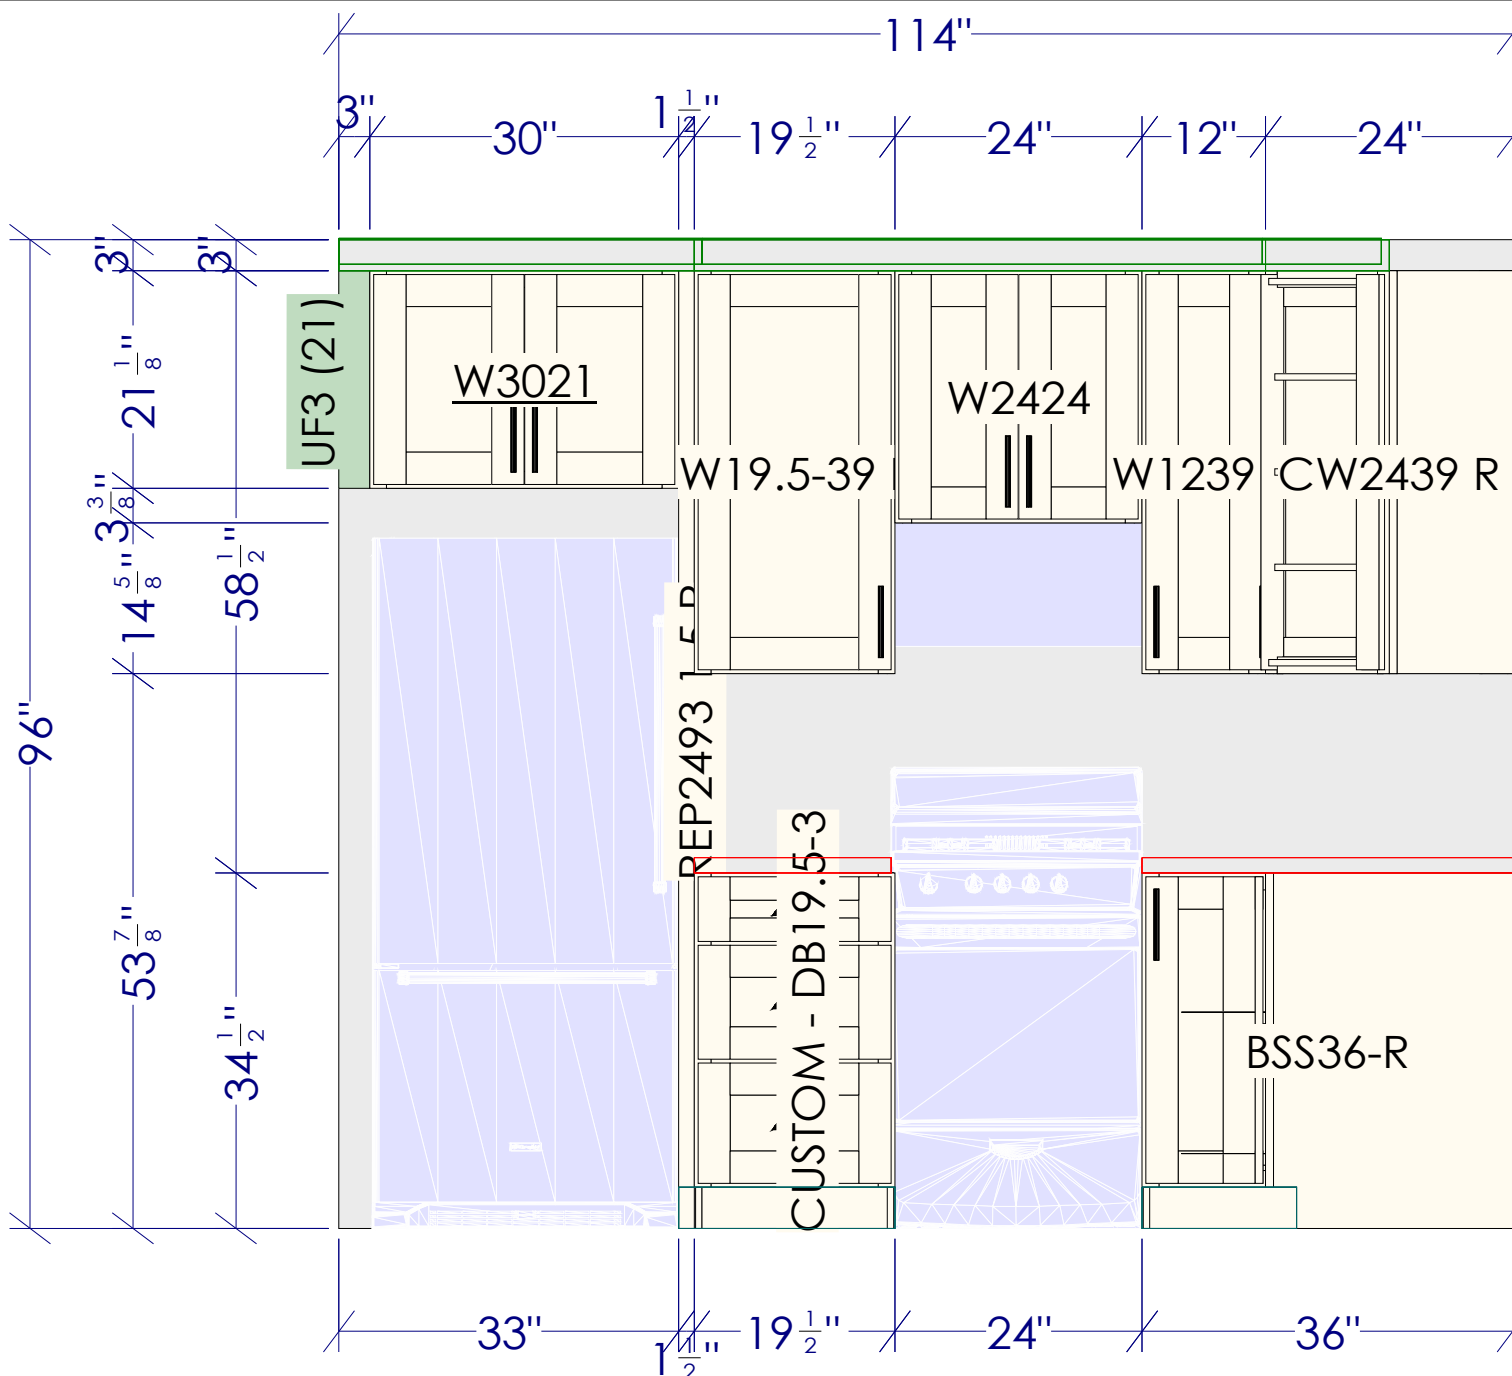 114"
3"
30"
1 1/2"
19 1/2"
24"
12"
24"
3"
3"
UF3 (21)
21 1/8"
W3021
W2424
W19.5-39
W1239
CW2439 R
3 3/8"
14 5/8"
58 1/2"
REP2493 1.5 R
96"
CUSTOM - DB19.5-3
53 7/8"
34 1/2"
BSS36-R
33"
1 1/2"
19 1/2"
24"
36"